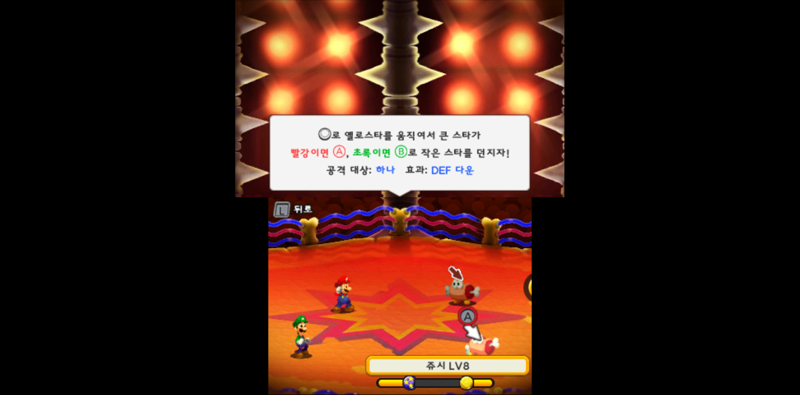 로 옐로스타를 움직여서 큰 스타가
빨강이면 Ⓐ, 초록이면 Ⓑ로 작은 스타를 던지자!
공격 대상: 하나 효과: DEF 다운
L 뒤로
A
쥬시 LV8